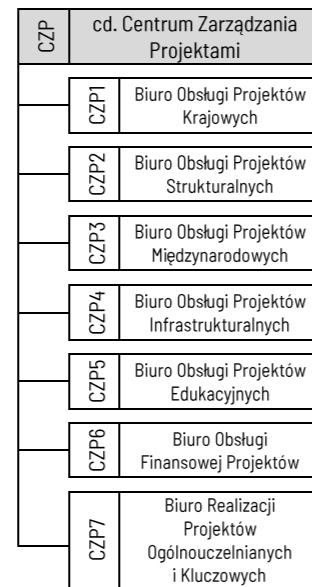 CZP
cd. Centrum Zarządzania
Projektami
CZP1
Biuro Obsługi Projektów
Krajowych
CZP2
Biuro Obsługi Projektów
Strukturalnych
CZP3
Biuro Obsługi Projektów
Międzynarodowych
CZP4
Biuro Obsługi Projektów
Infrastrukturalnych
CZP5
Biuro Obsługi Projektów
Edukacyjnych
CZP6
Biuro Obsługi
Finansowej Projektów
CZP7
Biuro Realizacji
Projektów
Ogólnouczelnianych
i Kluczowych